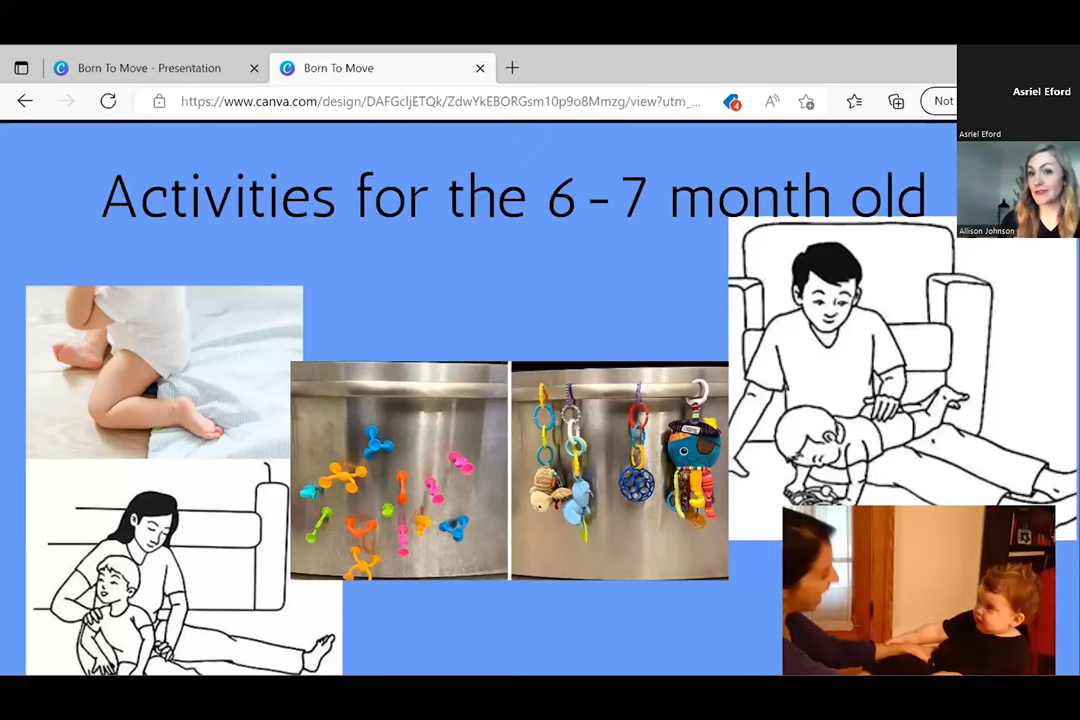 Born To Move - Presentation
Born To Move
https://www.canva.com/design/DAFGcljETQk/ZdwYkEBORGsm10p9o8Mmzg/view?utm_...
4
Not
Asriel Eford
Asriel Eford
Allison Johnson
Activities for the 6-7 month old